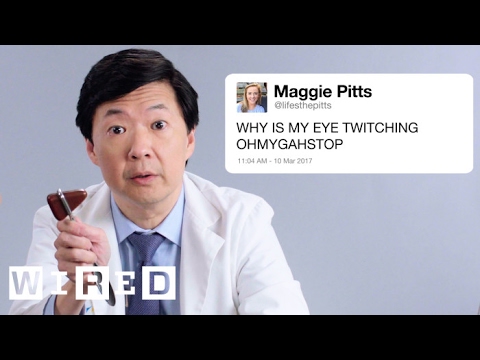 Maggie Pitts
@lifesthepitts
WHY IS MY EYE TWITCHING
OHMYGAHSTOP
11:04 AM - 10 Mar 2017
WIRED